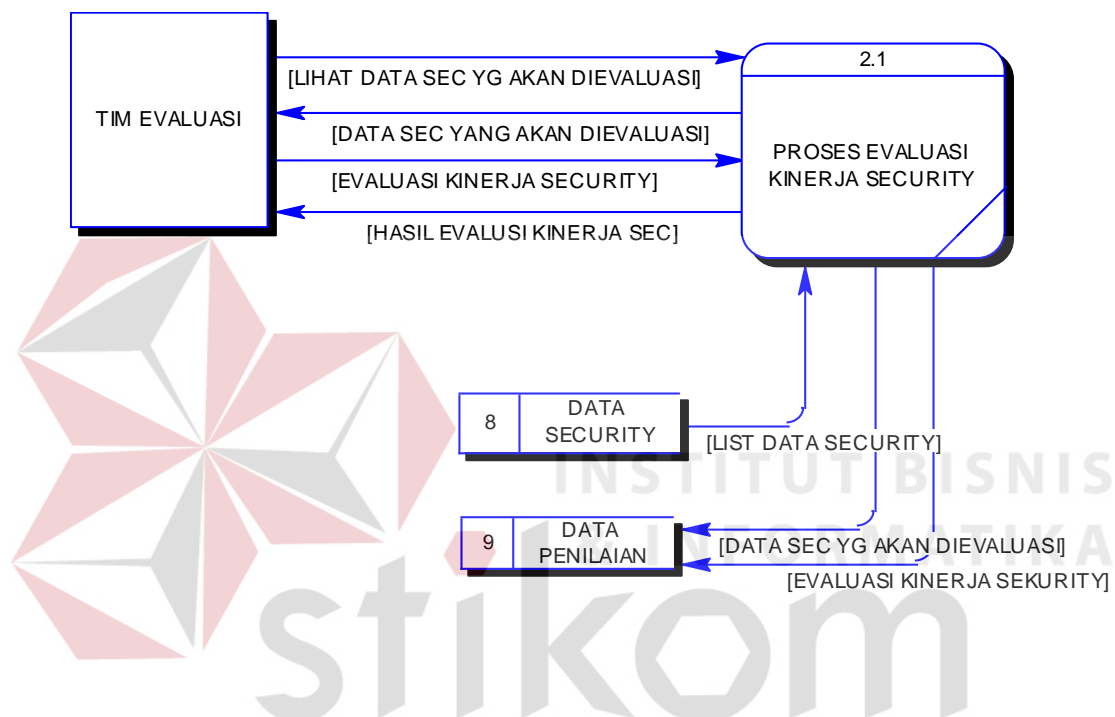 2.1
[LIHAT DATA SEC YG AKAN DIEVALUASI]
TIM EVALUASI
[DATA SEC YANG AKAN DIEVALUASI]
PROSES EVALUASI
KINERJA SECURITY
[EVALUASI KINERJA SECURITY]
[HASIL EVALUSI KINERJA SEC]
8
DATA
SECURITY
[LIST DATA SECURITY]
INSTITUT BISNIS
9
DATA
PENILAIAN
& INFORMATIKA
[DATA SEC YG AKAN DIEVALUASI]
[EVALUASI KINERJA SEKURITY]
stikom